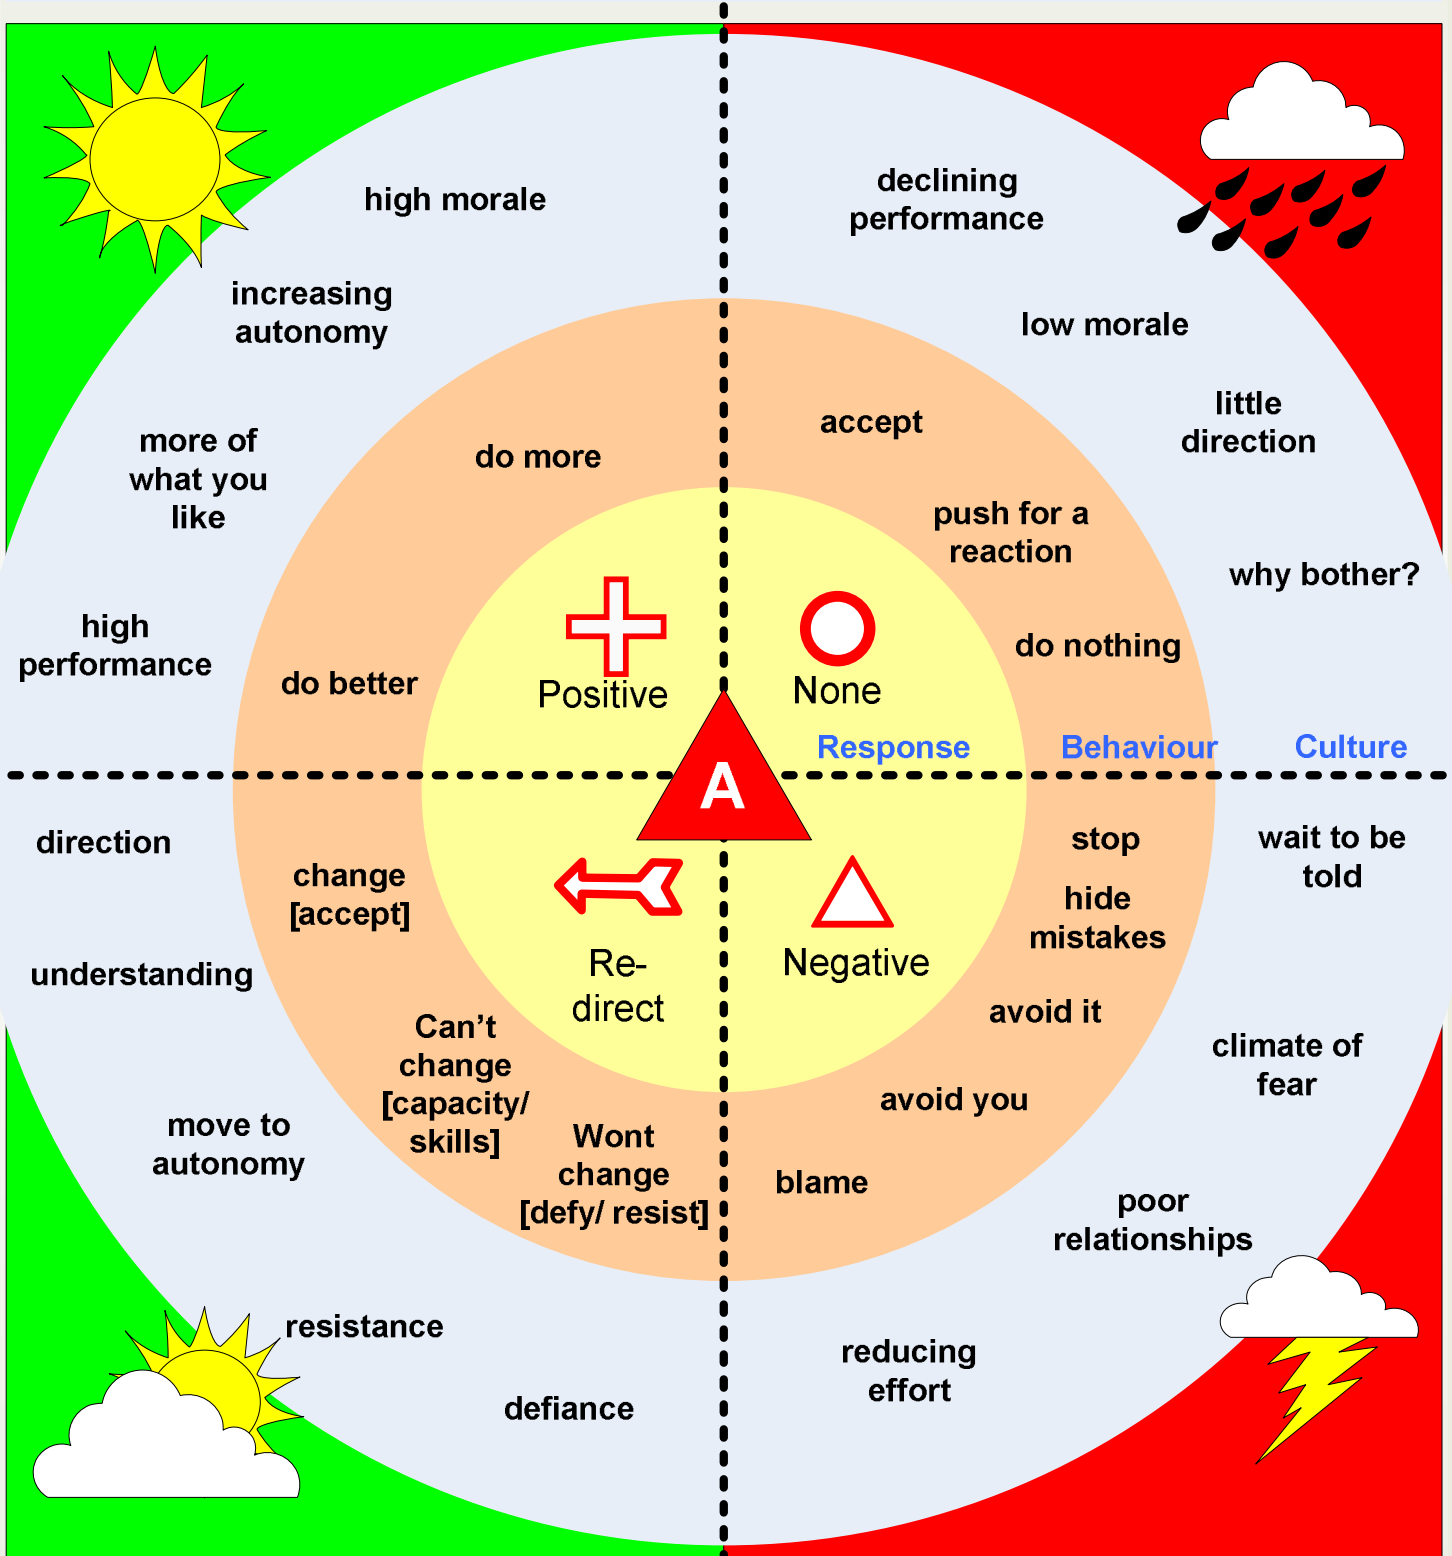 high morale
increasing
autonomy
more of
what you
like
high
performance
do more
do better
Positive
declining
performance
low morale
little
direction
why bother?
accept
push for a
reaction
do nothing
None
Response
Behaviour
Culture
A
direction
understanding
move to
autonomy
resistance
defiance
change
[accept]
Can’t
change
[capacity/
skills]
Wont
change
[defy/ resist]
Re-
direct
Negative
stop
hide
mistakes
avoid it
avoid you
blame
wait to be
told
climate of
fear
poor
relationships
reducing
effort